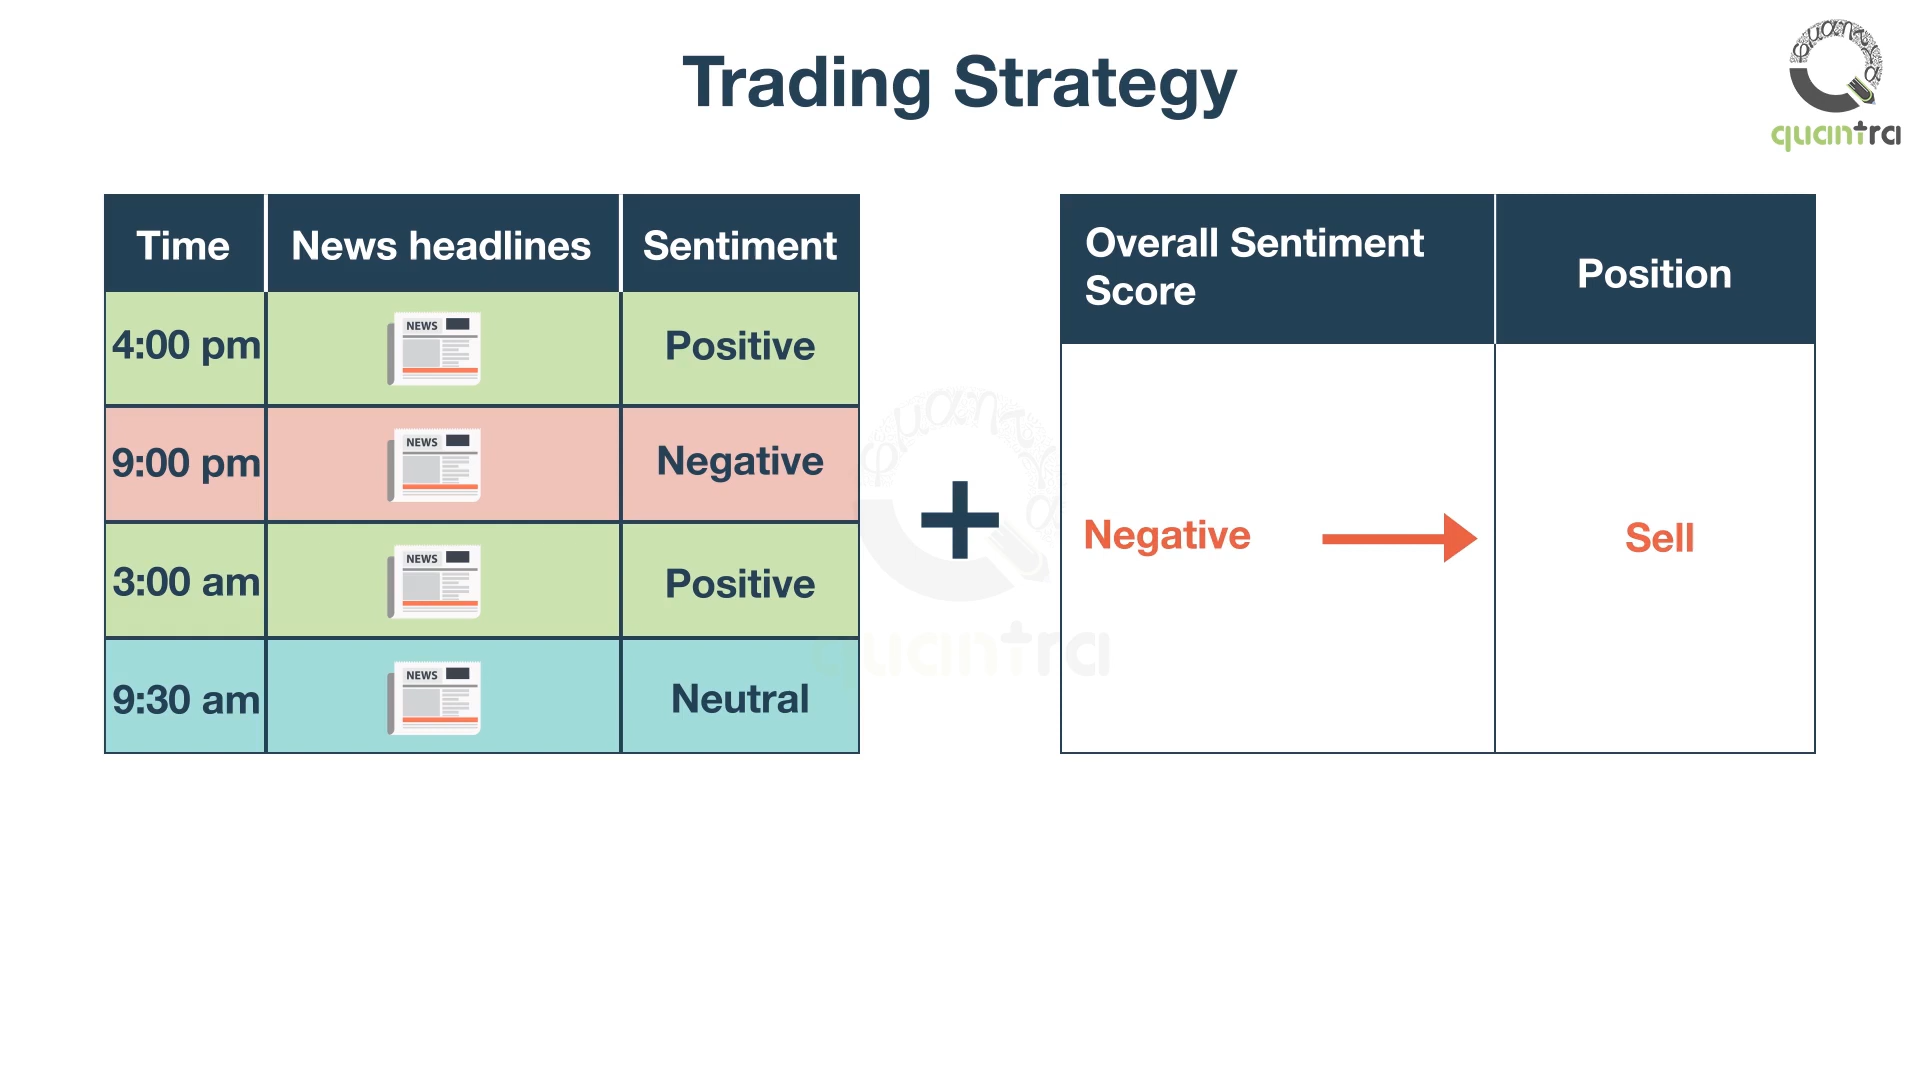 Trading Strategy
quantra
Time News headlines Sentiment
4:00 pm NEWS Positive
9:00 pm NEWS Negative
3:00 am NEWS Positive
9:30 am NEWS Neutral
+
Overall Sentiment
Score
Position
Negative Sell
quantra